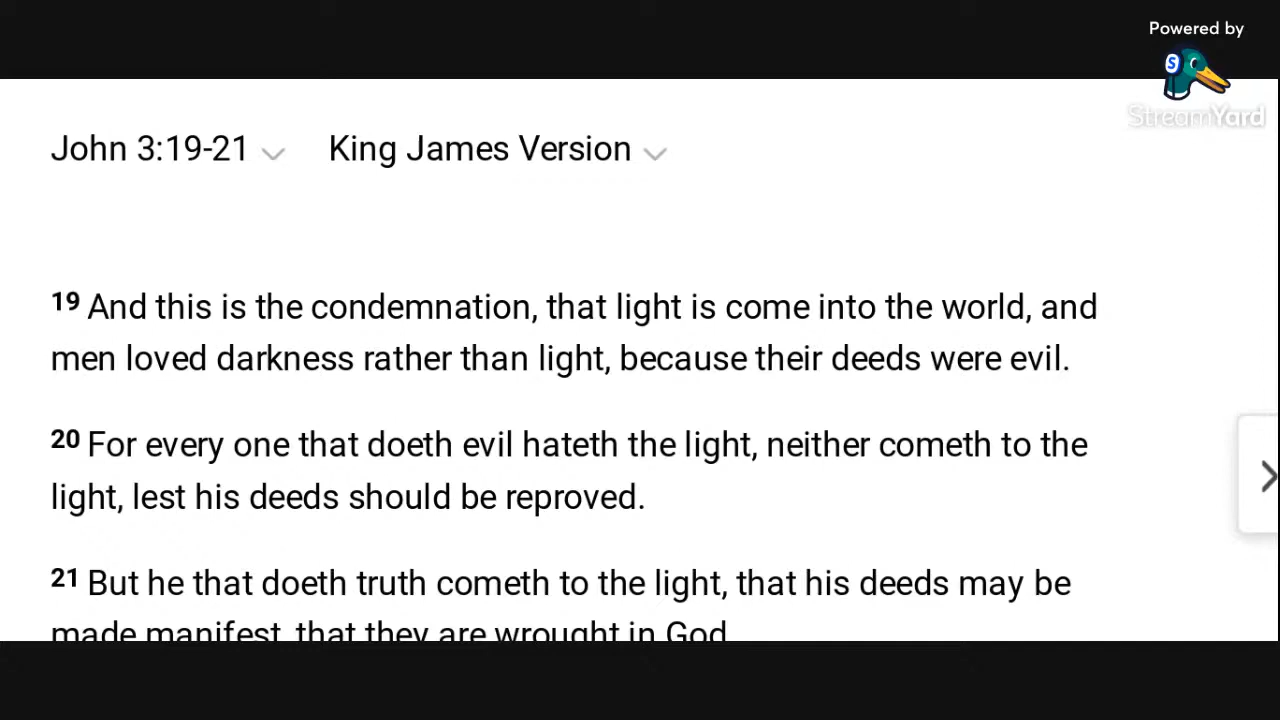 Powered by
S
StreamYard
John 3:19-21 King James Version
19 And this is the condemnation, that light is come into the world, and
men loved darkness rather than light, because their deeds were evil.
20 For every one that doeth evil hateth the light, neither cometh to the
light, lest his deeds should be reproved.
21 But he that doeth truth cometh to the light, that his deeds may be
made manifest, that they are wrought in God